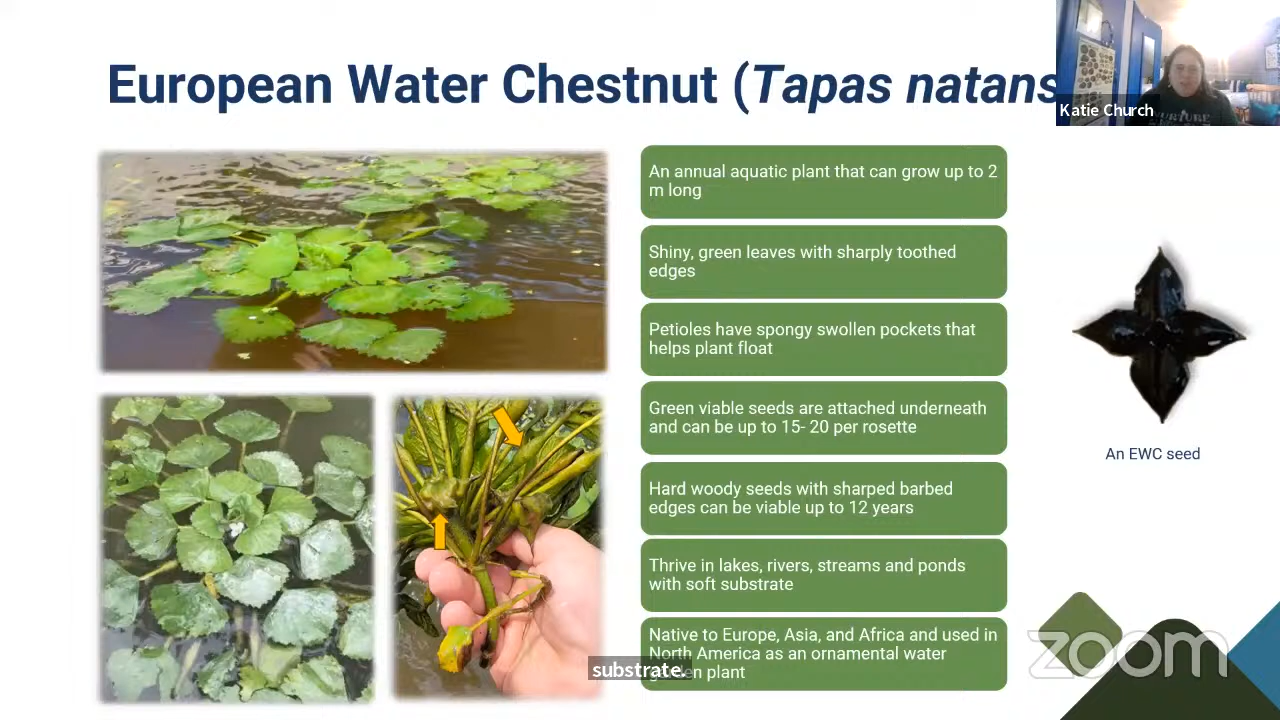 European Water Chestnut (Tapas natans
Katie Church
An annual aquatic plant that can grow up to 2
m long
Shiny, green leaves with sharply toothed
edges
Petioles have spongy swollen pockets that
helps plant float
Green viable seeds are attached underneath
and can be up to 15- 20 per rosette
Hard woody seeds with sharped barbed
edges can be viable up to 12 years
Thrive in lakes, rivers, streams and ponds
with soft substrate
Native to Europe, Asia, and Africa and used in
North America as an ornamental water
plant
An EWC seed
substrate.
zoom